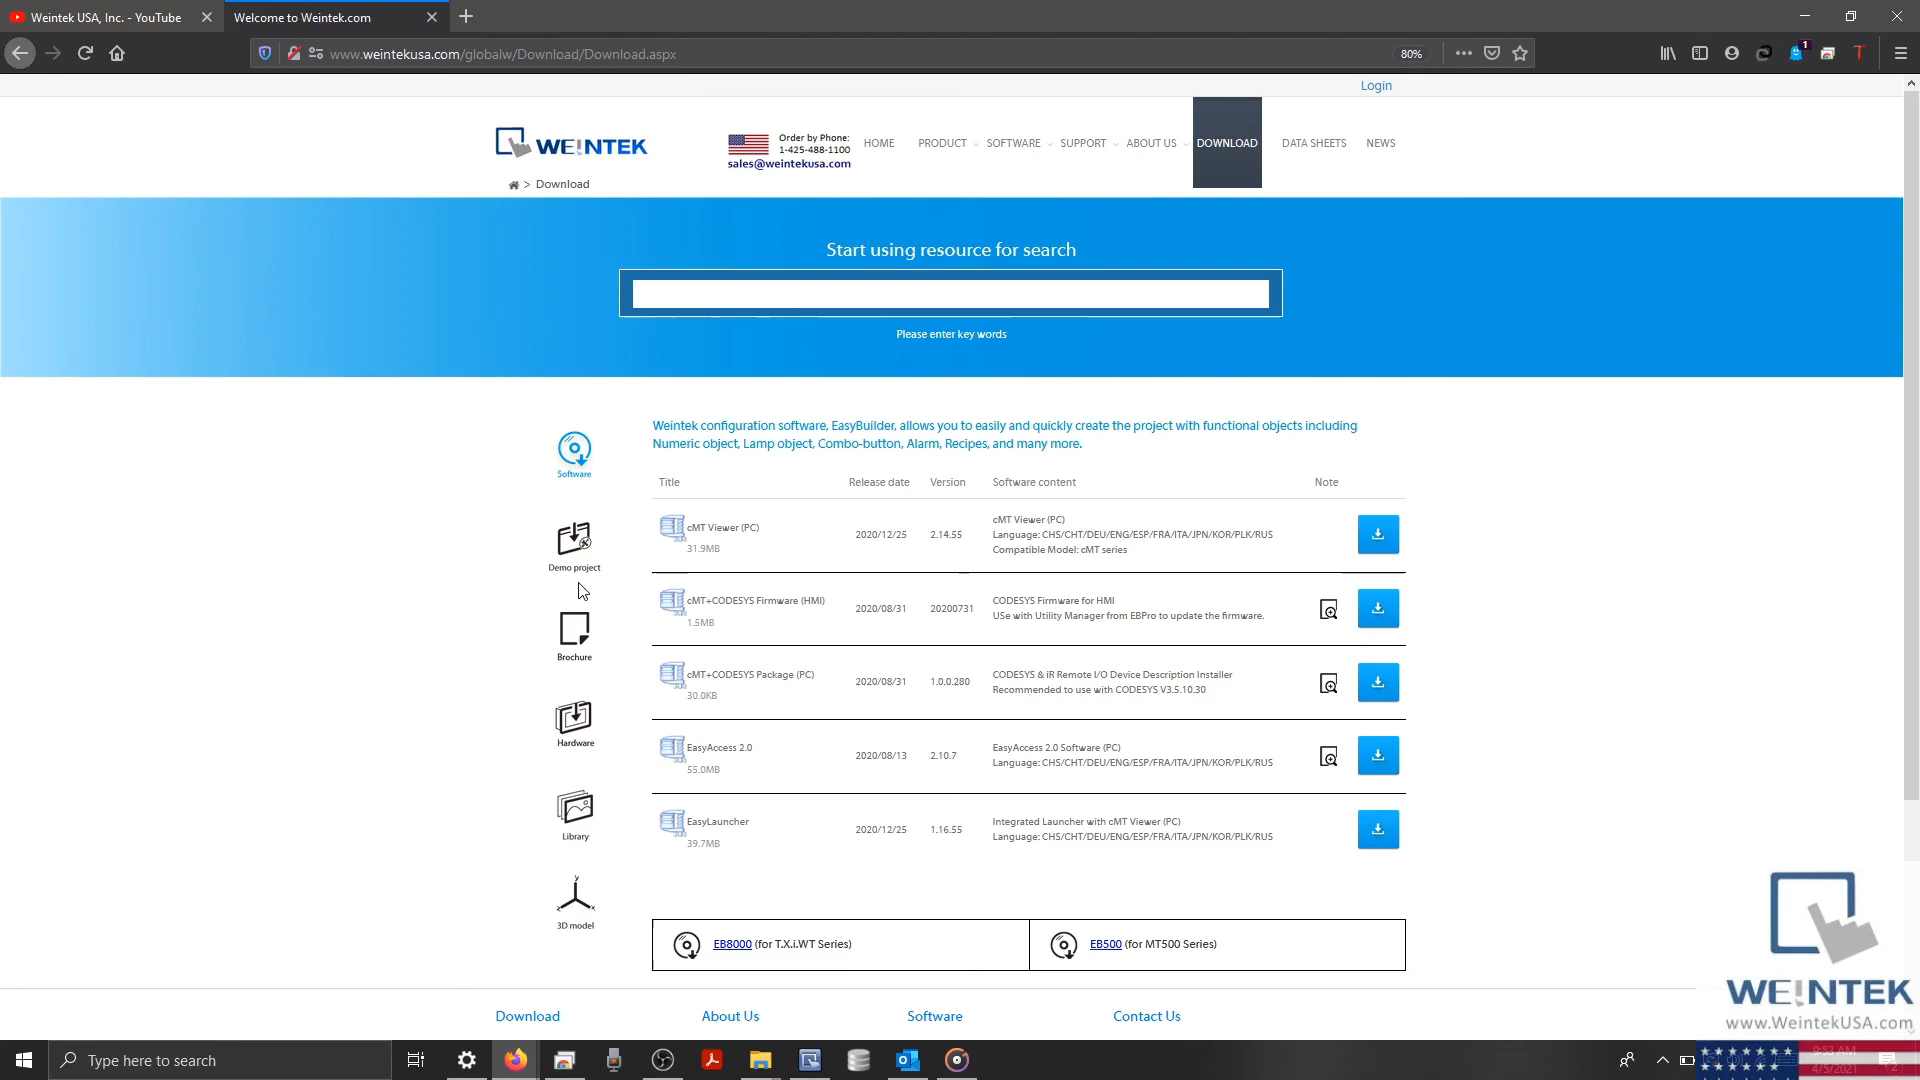 Weintek USA, Inc. - YouTube
Welcome to Weintek.com
www.weintekusa.com/globalw/Download/Download.aspx
80%
1
T
Login
WE!NTEK
Order by Phone:
1-425-488-1100
sales@weintekusa.com
HOME
PRODUCT
SOFTWARE
SUPPORT
ABOUT US
DOWNLOAD
DATA SHEETS
NEWS
> Download
Start using resource for search
Please enter key words
Software
Demo project
Brochure
Hardware
Library
y
x
z
3D model
Weintek configuration software, EasyBuilder, allows you to easily and quickly create the project with functional objects including
Numeric object, Lamp object, Combo-button, Alarm, Recipes, and many more.
Title Release date Version Software content Note
cMT Viewer (PC)
31.9MB
2020/12/25
2.14.55
cMT Viewer (PC)
Language: CHS/CHT/DEU/ENG/ESP/FRA/ITA/JPN/KOR/PLK/RUS
Compatible Model: cMT series
cMT+CODESYS Firmware (HMI)
1.5MB
2020/08/31
20200731
CODESYS Firmware for HMI
USe with Utility Manager from EBPro to update the firmware.
cMT+CODESYS Package (PC)
30.0KB
2020/08/31
1.0.0.280
CODESYS & iR Remote I/O Device Description Installer
Recommended to use with CODESYS V3.5.10.30
EasyAccess 2.0
55.0MB
2020/08/13
2.10.7
EasyAccess 2.0 Software (PC)
Language: CHS/CHT/DEU/ENG/ESP/FRA/ITA/JPN/KOR/PLK/RUS
EasyLauncher
39.7MB
2020/12/25
1.16.55
Integrated Launcher with cMT Viewer (PC)
Language: CHS/CHT/DEU/ENG/ESP/FRA/ITA/JPN/KOR/PLK/RUS
EB8000 (for T.X.i.WT Series)
EB500 (for MT500 Series)
Download
About Us
Software
Contact Us
WE!NTEK
www.WeintekUSA.com
Type here to search
9:53 AM
4/5/2021